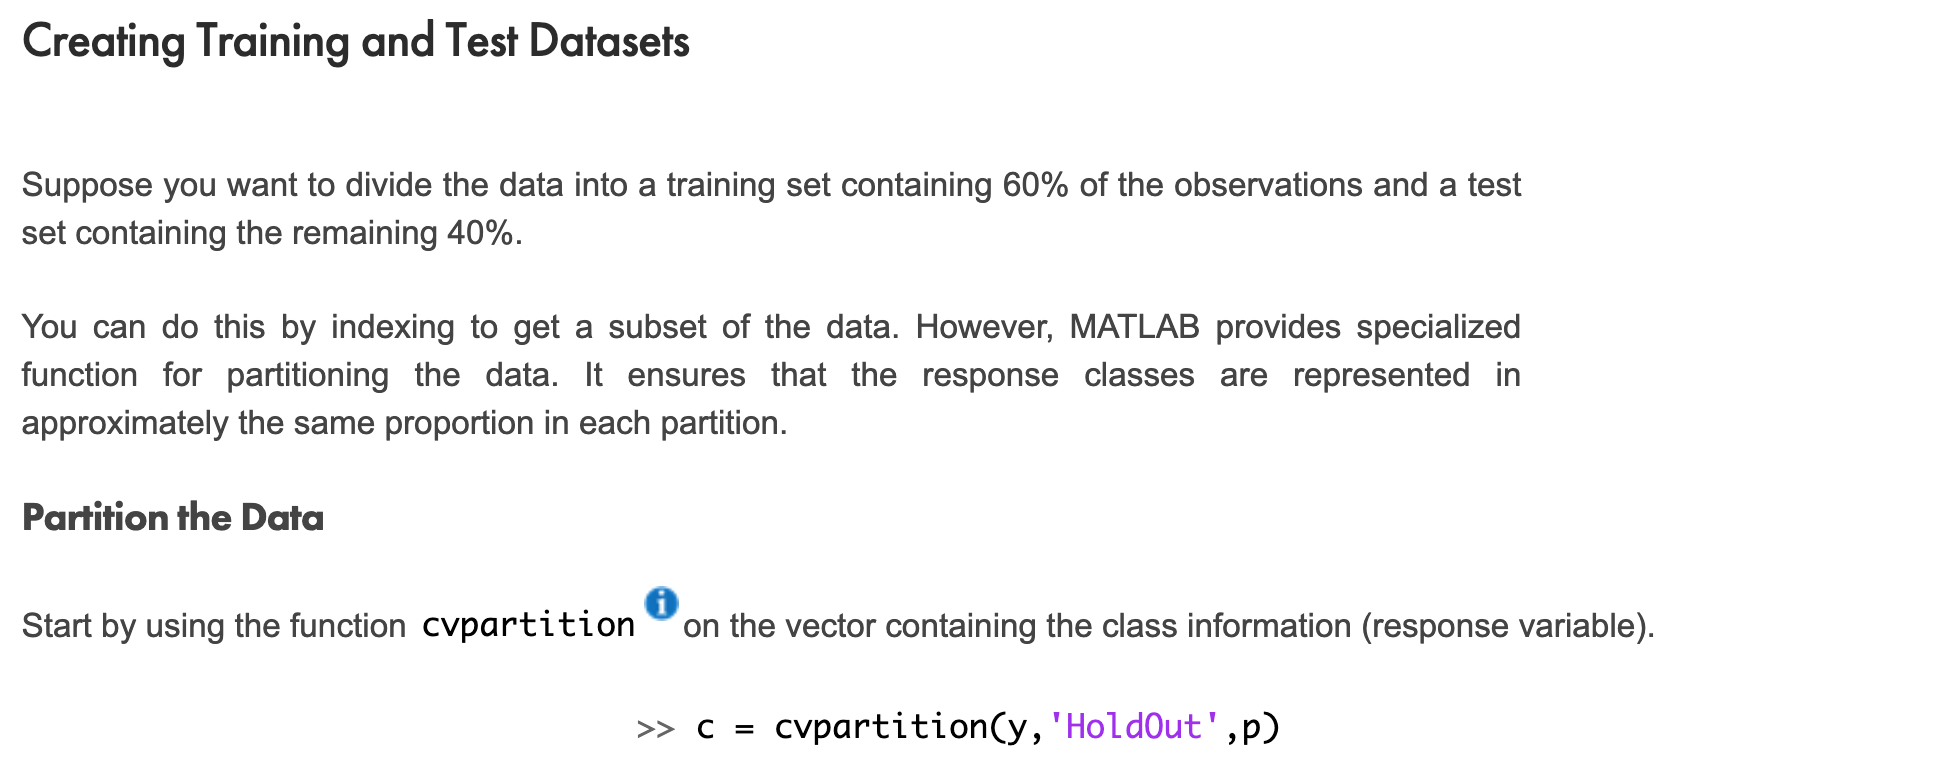 Creating Training and Test Datasets
Suppose you want to divide the data into a training set containing 60% of the observations and a test
set containing the remaining 40%.
You can do this by indexing to get a subset of the data. However, MATLAB provides specialized
function for partitioning the data. It ensures that the response classes are represented in
approximately the same proportion in each partition.
Partition the Data
Start by using the function cvpartition i on the vector containing the class information (response variable).
>> c = cvpartition(y,'HoldOut',p)